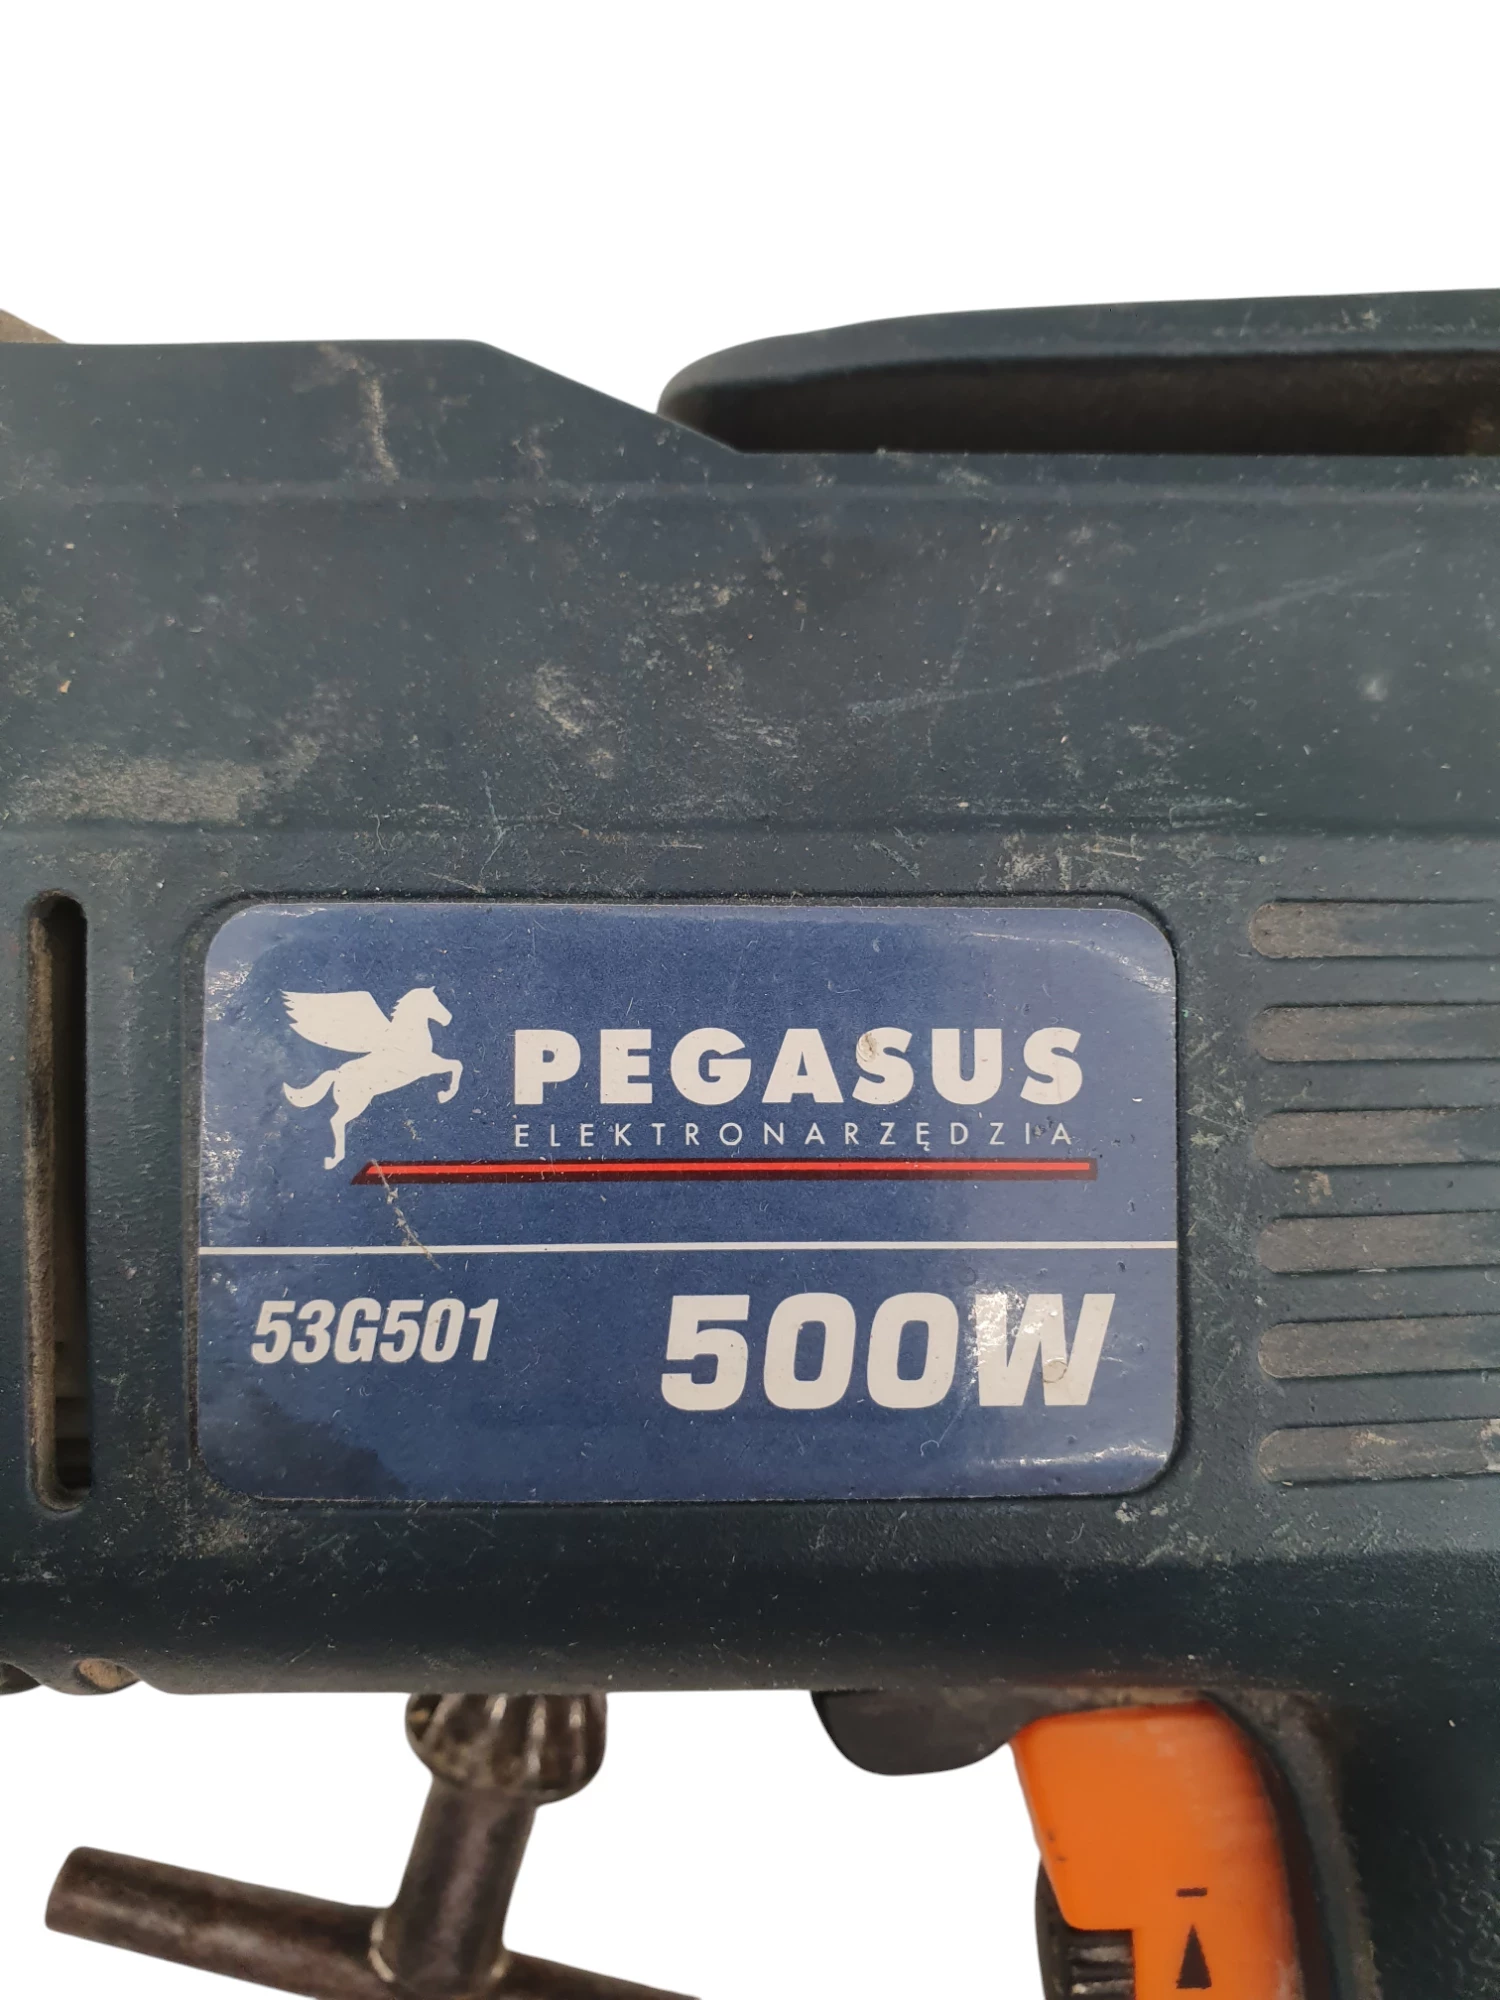 PEGASUS
ELEKTRONARZĘDZIA
53G501
500W